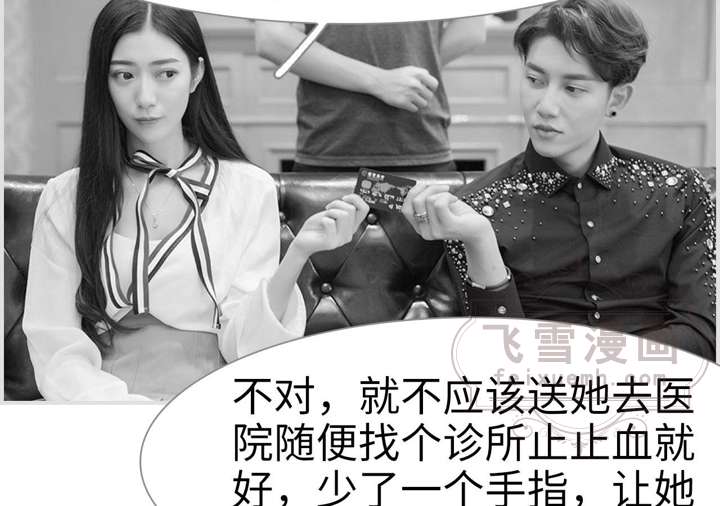 飞雪漫画
feixuemh.com
不对，就不应该送她去医
院随便找个诊所止止血就
好，少了一个手指，让她